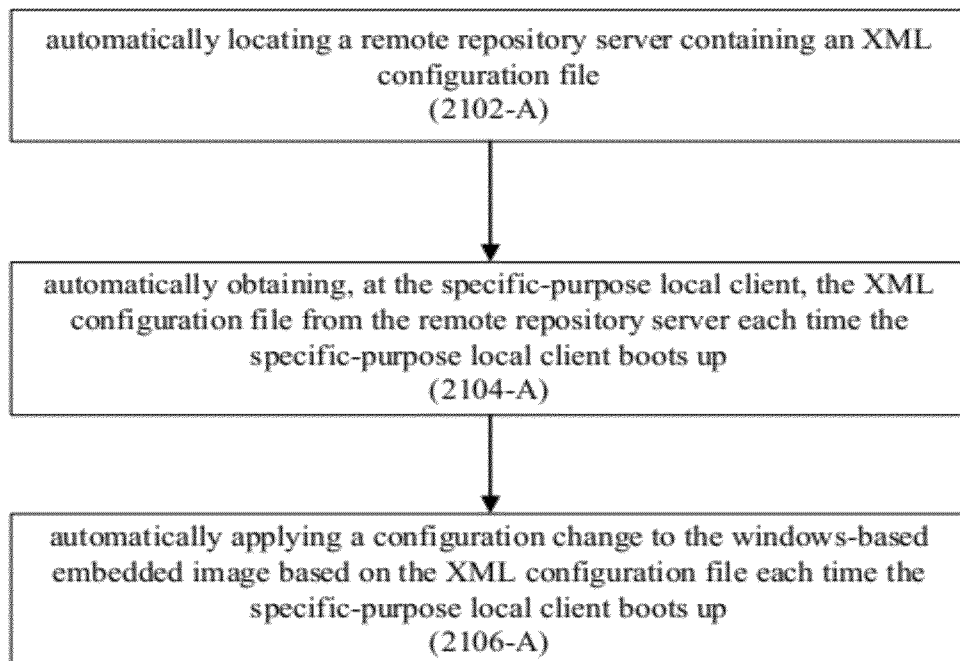 automatically locating a remote repository server containing an XML
configuration file
(2102-A)
automatically obtaining, at the specific-purpose local client, the XML
configuration file from the remote repository server each time the
specific-purpose local client boots up
(2104-A)
automatically applying a configuration change to the windows-based
embedded image based on the XML configuration file each time the
specific-purpose local client boots up
(2106-A)